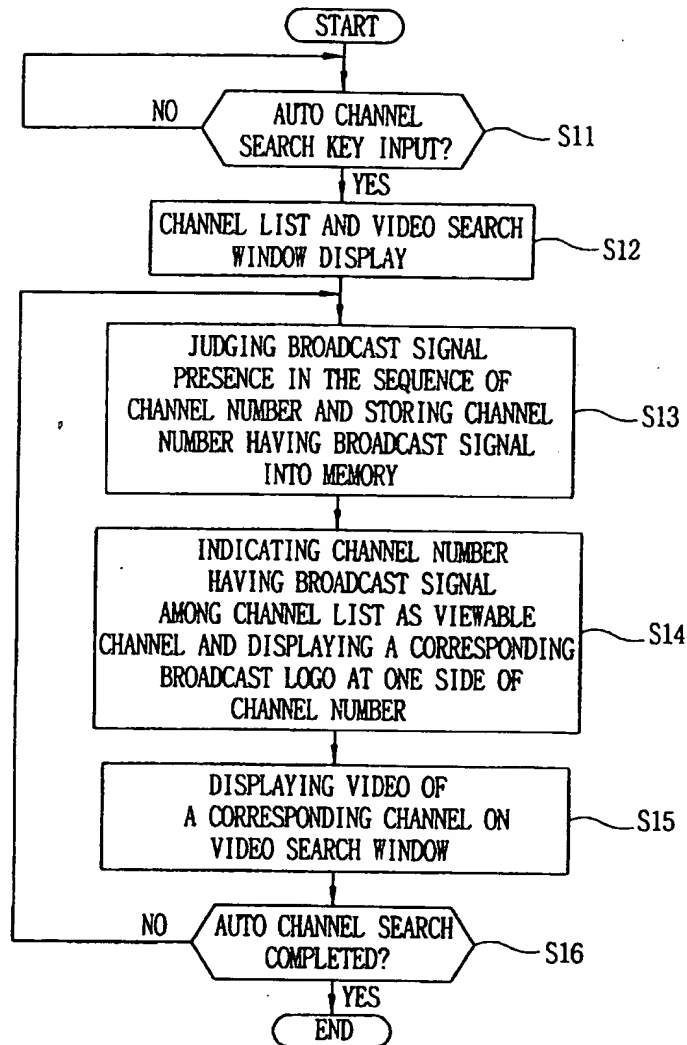 START
NO
AUTO CHANNEL
SEARCH KEY INPUT?
S11
YES
CHANNEL LIST AND VIDEO SEARCH
WINDOW DISPLAY
S12
JUDGING BROADCAST SIGNAL
PRESENCE IN THE SEQUENCE OF
CHANNEL NUMBER AND STORING CHANNEL
NUMBER HAVING BROADCAST SIGNAL
INTO MEMORY
S13
INDICATING CHANNEL NUMBER
HAVING BROADCAST SIGNAL
AMONG CHANNEL LIST AS VIEWABLE
CHANNEL AND DISPLAYING A CORRESPONDING
BROADCAST LOGO AT ONE SIDE OF
CHANNEL NUMBER
S14
DISPLAYING VIDEO OF
A CORRESPONDING CHANNEL ON
VIDEO SEARCH WINDOW
S15
NO
AUTO CHANNEL SEARCH
COMPLETED?
S16
YES
END